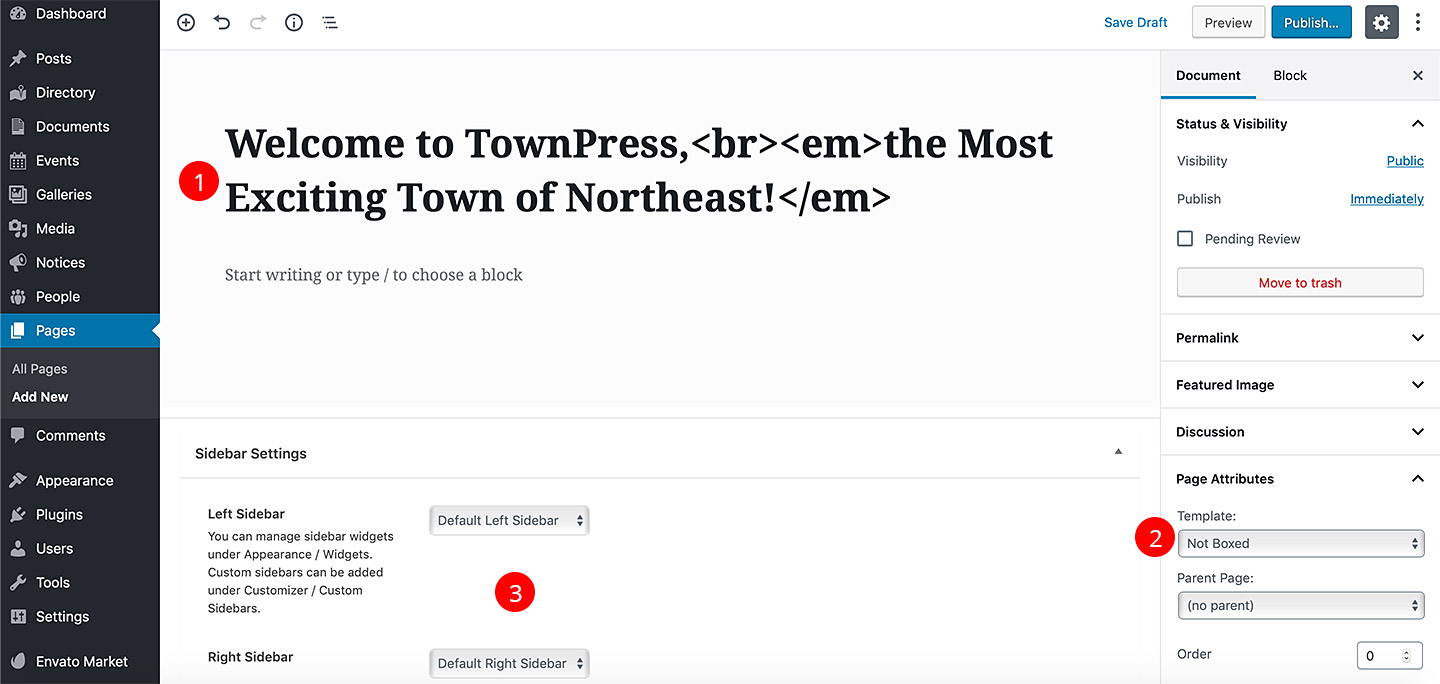 Dashboard
Posts
Directory
Documents
Events
Galleries
Media
Notices
People
Pages
All Pages
Add New
Comments
Appearance
Plugins
Users
Tools
Settings
Envato Market
Save Draft
Preview
Publish...
1
Welcome to TownPress,<br><em>the Most
Exciting Town of Northeast!</em>
Start writing or type / to choose a block
Sidebar Settings
Left Sidebar
You can manage sidebar widgets
under Appearance / Widgets.
Custom sidebars can be added
under Customizer / Custom
Sidebars.
Default Left Sidebar
3
Right Sidebar
Default Right Sidebar
Document
Block
Status & Visibility
Visibility
Public
Publish
Immediately
Pending Review
Move to trash
Permalink
Featured Image
Discussion
Page Attributes
Template:
2
Not Boxed
Parent Page:
(no parent)
Order
0